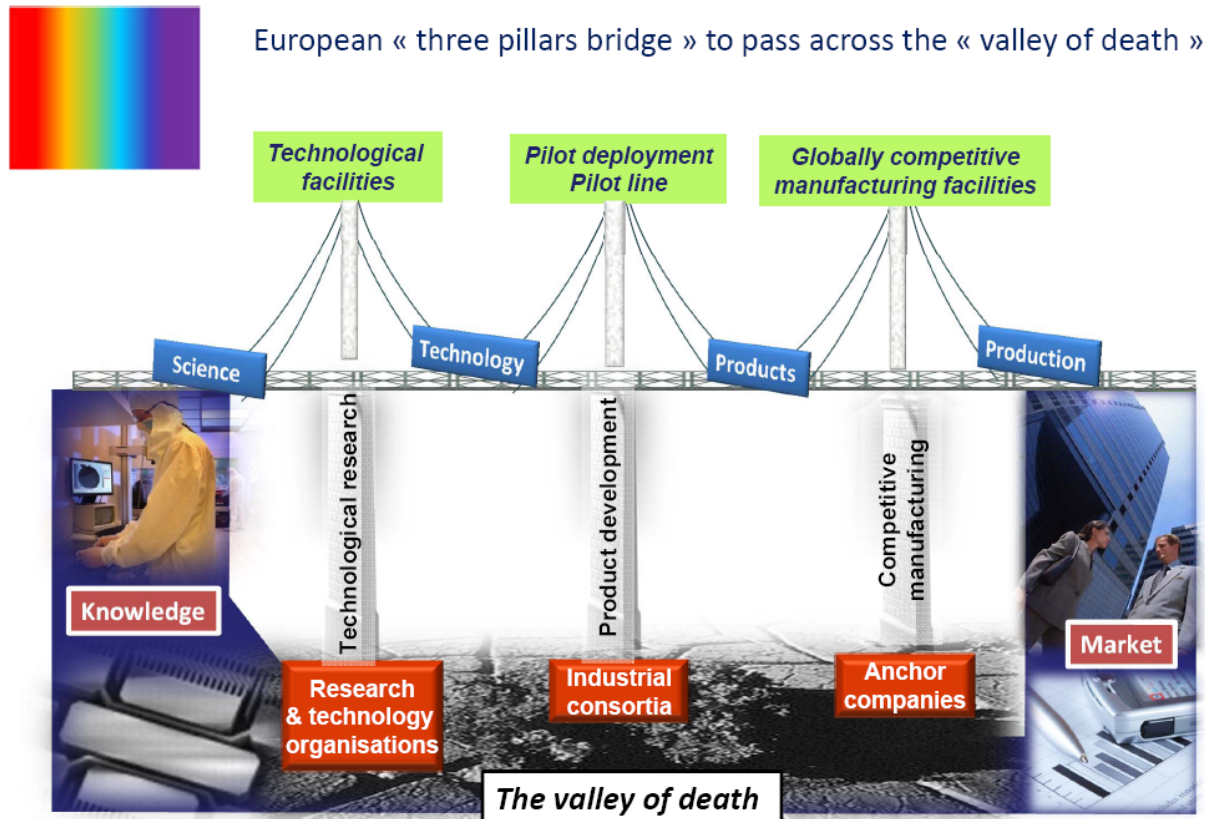 European « three pillars bridge » to pass across the « valley of death »
Technological
facilities
Pilot deployment
Pilot line
Globally competitive
manufacturing facilities
Science
Technology
Products
Production
Technological research
Product development
Competitive
manufacturing
Knowledge
Market
Research
& technology
organisations
Industrial
consortia
Anchor
companies
The valley of death